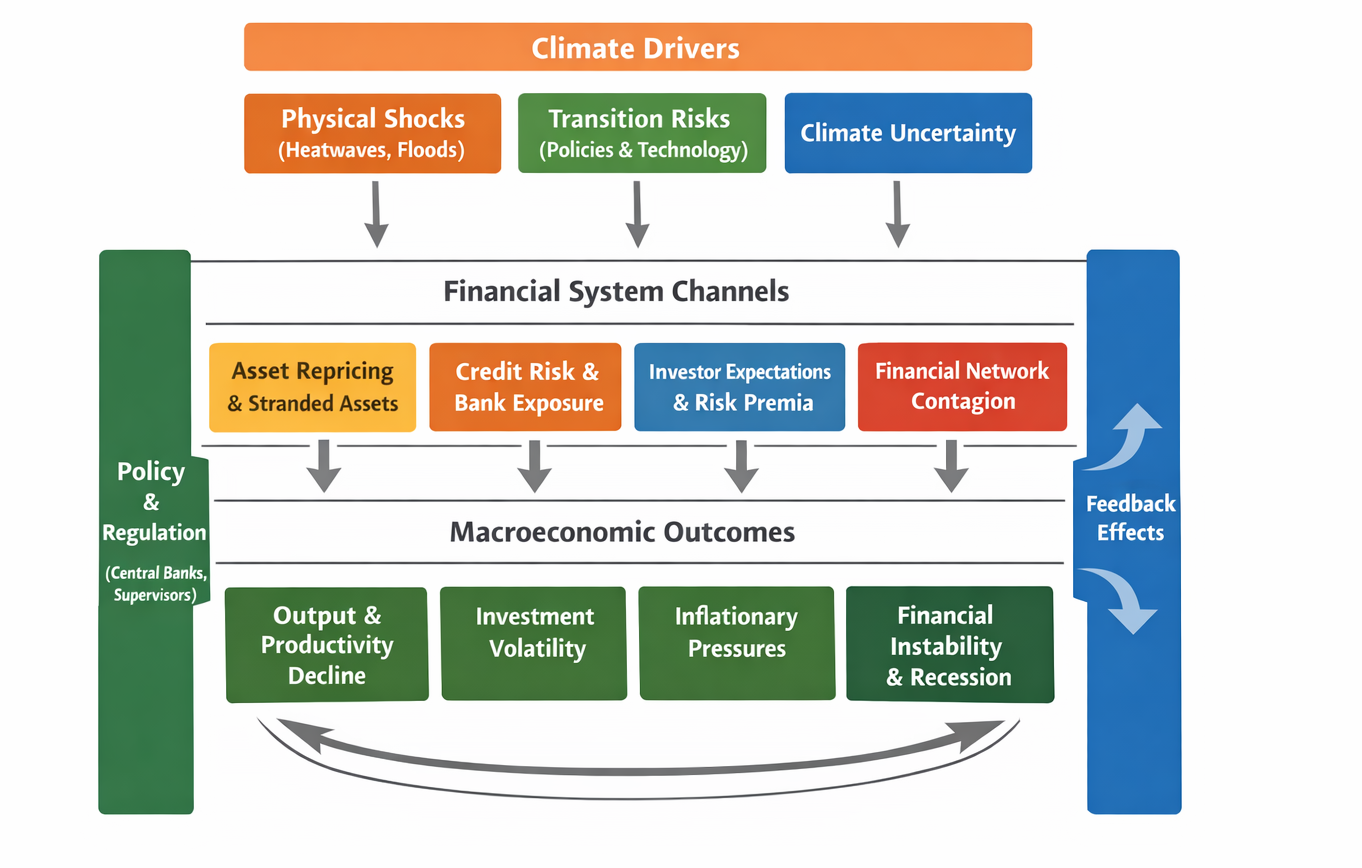 Climate Drivers
Physical Shocks
(Heatwaves, Floods)
Transition Risks
(Policies & Technology)
Climate Uncertainty
Financial System Channels
Asset Repricing
& Stranded Assets
Credit Risk &
Bank Exposure
Investor Expectations
& Risk Premia
Financial Network
Contagion
Policy
&
Regulation
(Central Banks,
Supervisors)
Feedback
Effects
Macroeconomic Outcomes
Output &
Productivity
Decline
Investment
Volatility
Inflationary
Pressures
Financial
Instability
& Recession